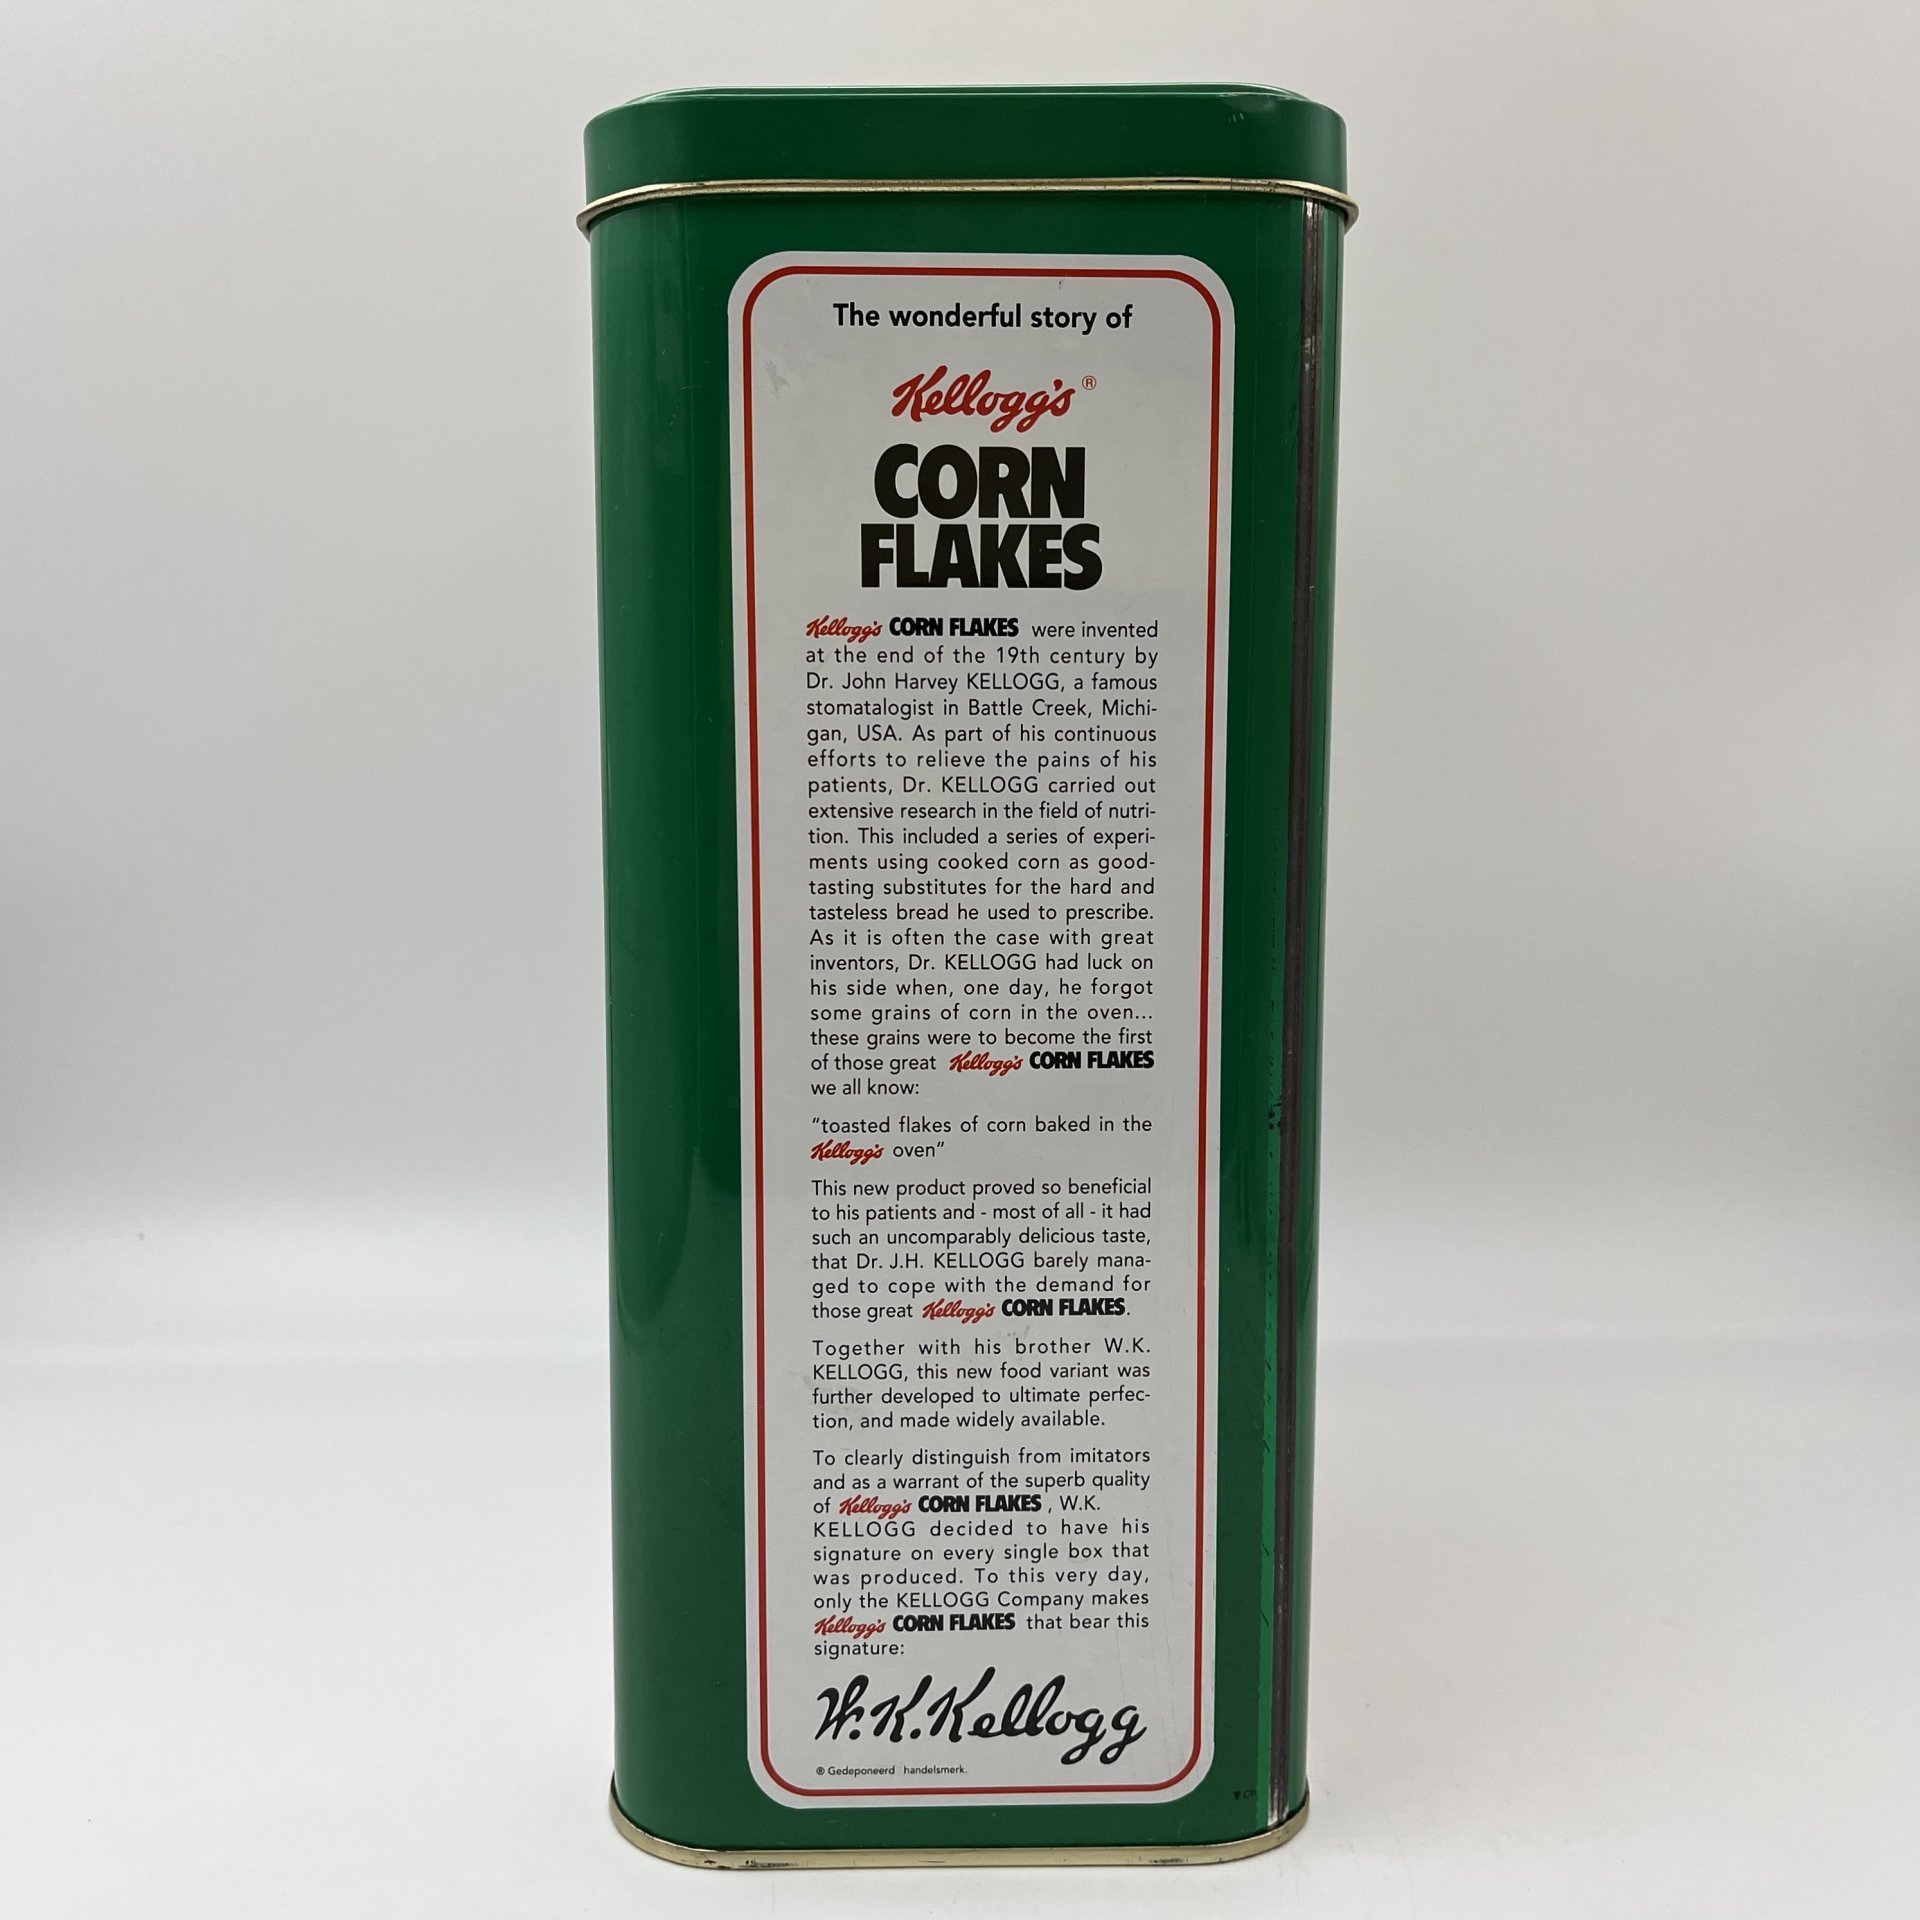 The wonderful story of
Kellogg's ®
CORN
FLAKES
Kellogg's CORN FLAKES were invented
at the end of the 19th century by
Dr. John Harvey KELLOGG, a famous
stomatalogist in Battle Creek, Michi-
gan, USA. As part of his continuous
efforts to relieve the pains of his
patients, Dr. KELLOGG carried out
extensive research in the field of nutri-
tion. This included a series of experi-
ments using cooked corn as good-
tasting substitutes for the hard and
tasteless bread he used to prescribe.
As it is often the case with great
inventors, Dr. KELLOGG had luck on
his side when, one day, he forgot
some grains of corn in the oven...
these grains were to become the first
of those great Kellogg's CORN FLAKES
we all know:
“toasted flakes of corn baked in the
Kellogg's oven”
This new product proved so beneficial
to his patients and - most of all - it had
such an uncomparably delicious taste,
that Dr. J.H. KELLOGG barely mana-
ged to cope with the demand for
those great Kellogg's CORN FLAKES.
Together with his brother W.K.
KELLOGG, this new food variant was
further developed to ultimate perfec-
tion, and made widely available.
To clearly distinguish from imitators
and as a warrant of the superb quality
of Kellogg's CORN FLAKES , W.K.
KELLOGG decided to have his
signature on every single box that
was produced. To this very day,
only the KELLOGG Company makes
Kellogg's CORN FLAKES that bear this
signature:
W.K.Kellogg
® Gedeponeerd handelsmerk.